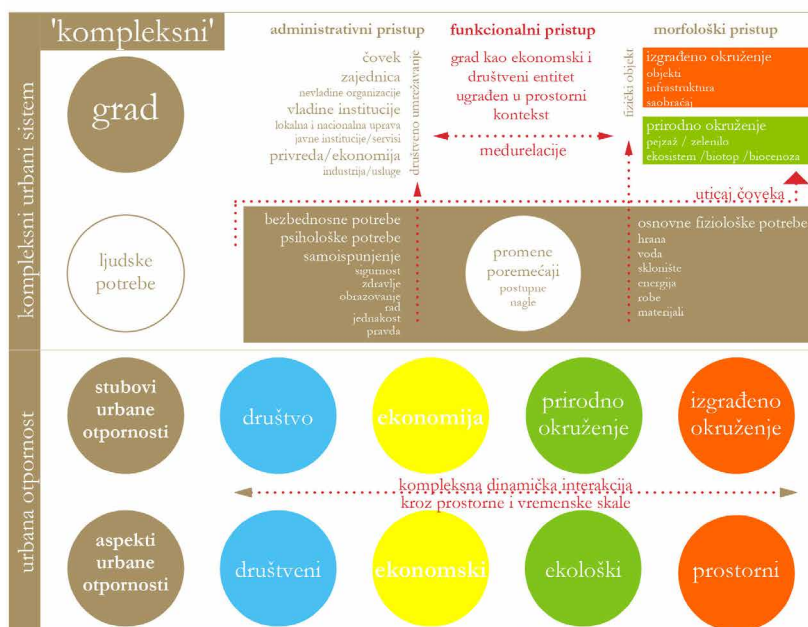 'kompleksni'
grad
kompleksni urbani sistem
administrativni pristup
čovek
zajednica
nevladine organizacije
vladine institucije
lokalna i nacionalna uprava
javne institucije/servisi
privreda/ekonomija
industrija/usluge
društveno umrežavanje
funkcionalni pristup
grad kao ekonomski i
društveni entitet
ugrađen u prostorni
kontekst
međurelacije
morfološki pristup
fizički objekt
izgrađeno okruženje
objekti
infrastruktura
saobraćaj
prirodno okruženje
pejzaž / zelenilo
ekosistem /biotop /biocenoza
uticaj čoveka
ljudske
potrebe
bezbednosne potrebe
psihološke potrebe
samoispunjenje
sigurnost
zdravlje
obrazovanje
rad
jednakost
pravda
promene
poremećaji
postupne
nagle
osnovne fiziološke potrebe
hrana
voda
sklonište
energija
robe
materijali
urbana otpornost
stubovi
urbane
otpornosti
društvo
ekonomija
prirodno
okruženje
izgrađeno
okruženje
kompleksna dinamička interakcija
kroz prostorne i vremenske skale
aspekti
urbane
otpornosti
društveni
ekonomski
ekološki
prostorni